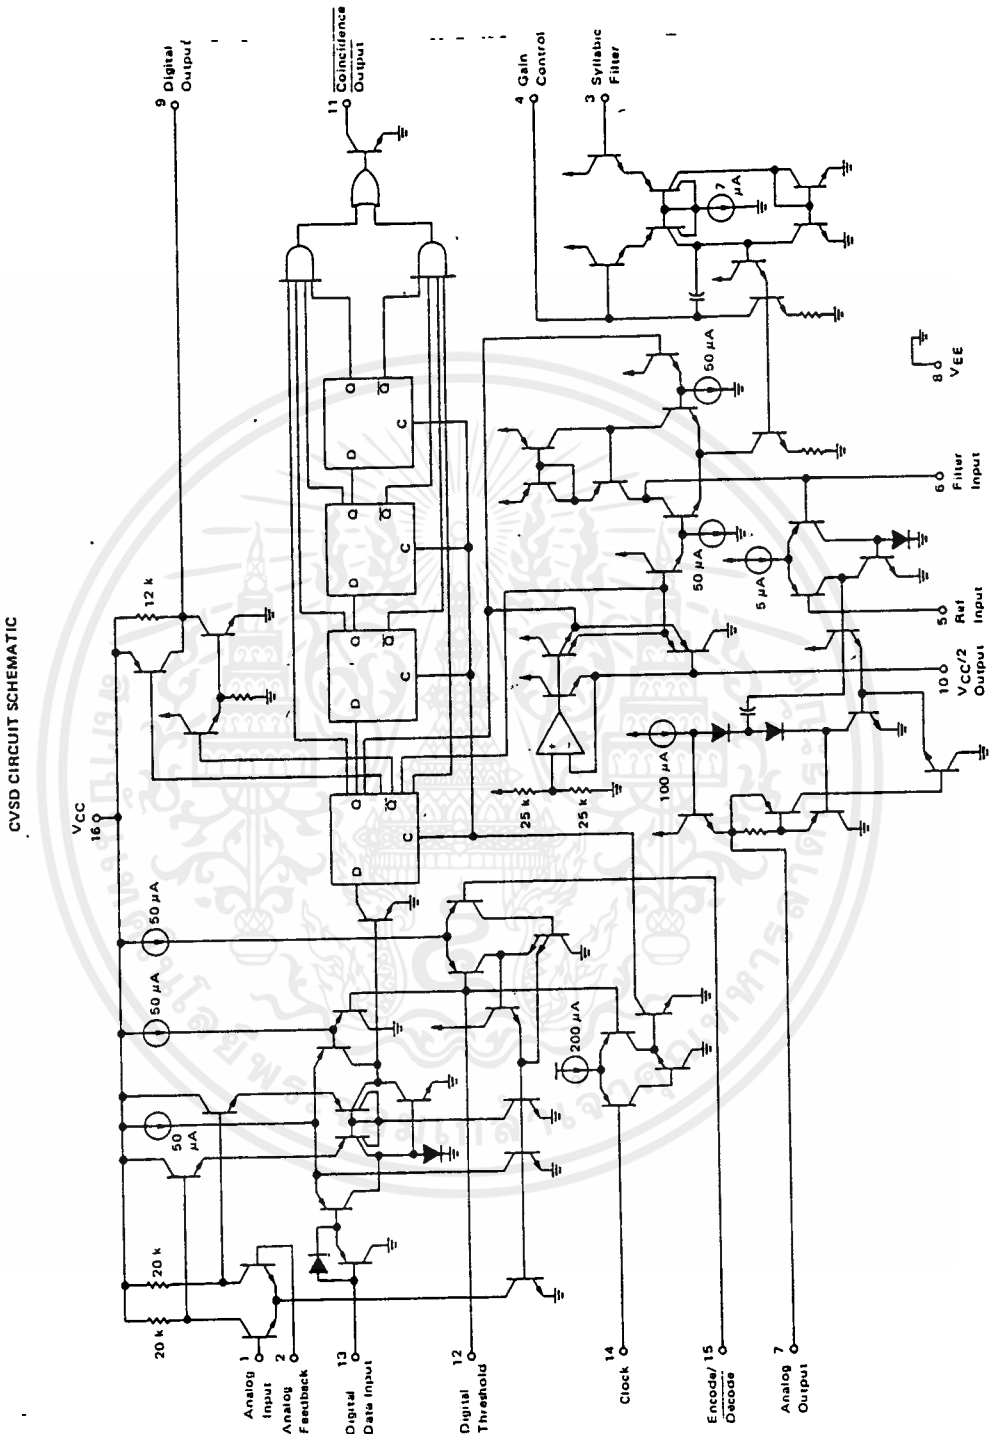 CVSD CIRCUIT SCHEMATIC
VCC
16
9 Digital
Output
11 Coincidence
Output
4 Gain
Control
3 Syllabic
Filter
12 k
50 µA
50 µA
50
µA
20 k
20 k
D
Q
Q
C
D
Q
Q
C
D
Q
Q
C
D
Q
Q
C
7
µA
50 µA
50 µA
5 µA
100 µA
200 µA
25 k
25 k
8
VEE
6
Filter
Input
5
Ref
Input
10
VCC/2
Output
1
Analog
Input
2
Analog
Feedback
13
Digital
Data Input
12
Digital
Threshold
14
Clock
15
Encode/
Decode
7
Analog
Output